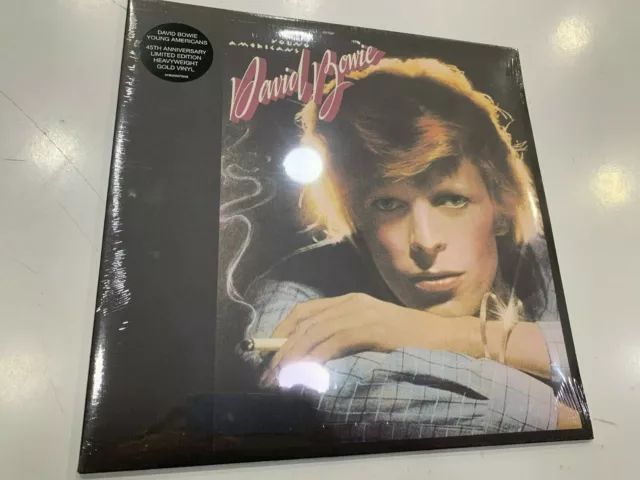 DAVID BOWIE
YOUNG AMERICANS
45TH ANNIVERSARY
LIMITED EDITION
HEAVYWEIGHT
GOLD VINYL
YOUNG
AMERICANS
David Bowie